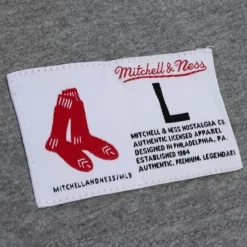 Mitchell & Ness
L
MITCHELL & NESS NOSTALGIA CO.
AUTHENTIC LICENSED APPAREL
DESIGNED IN PHILADELPHIA, PA
ESTABLISHED 1904
AUTHENTIC. PREMIUM. LEGENDARY
MITCHELLANDNESS/MLB